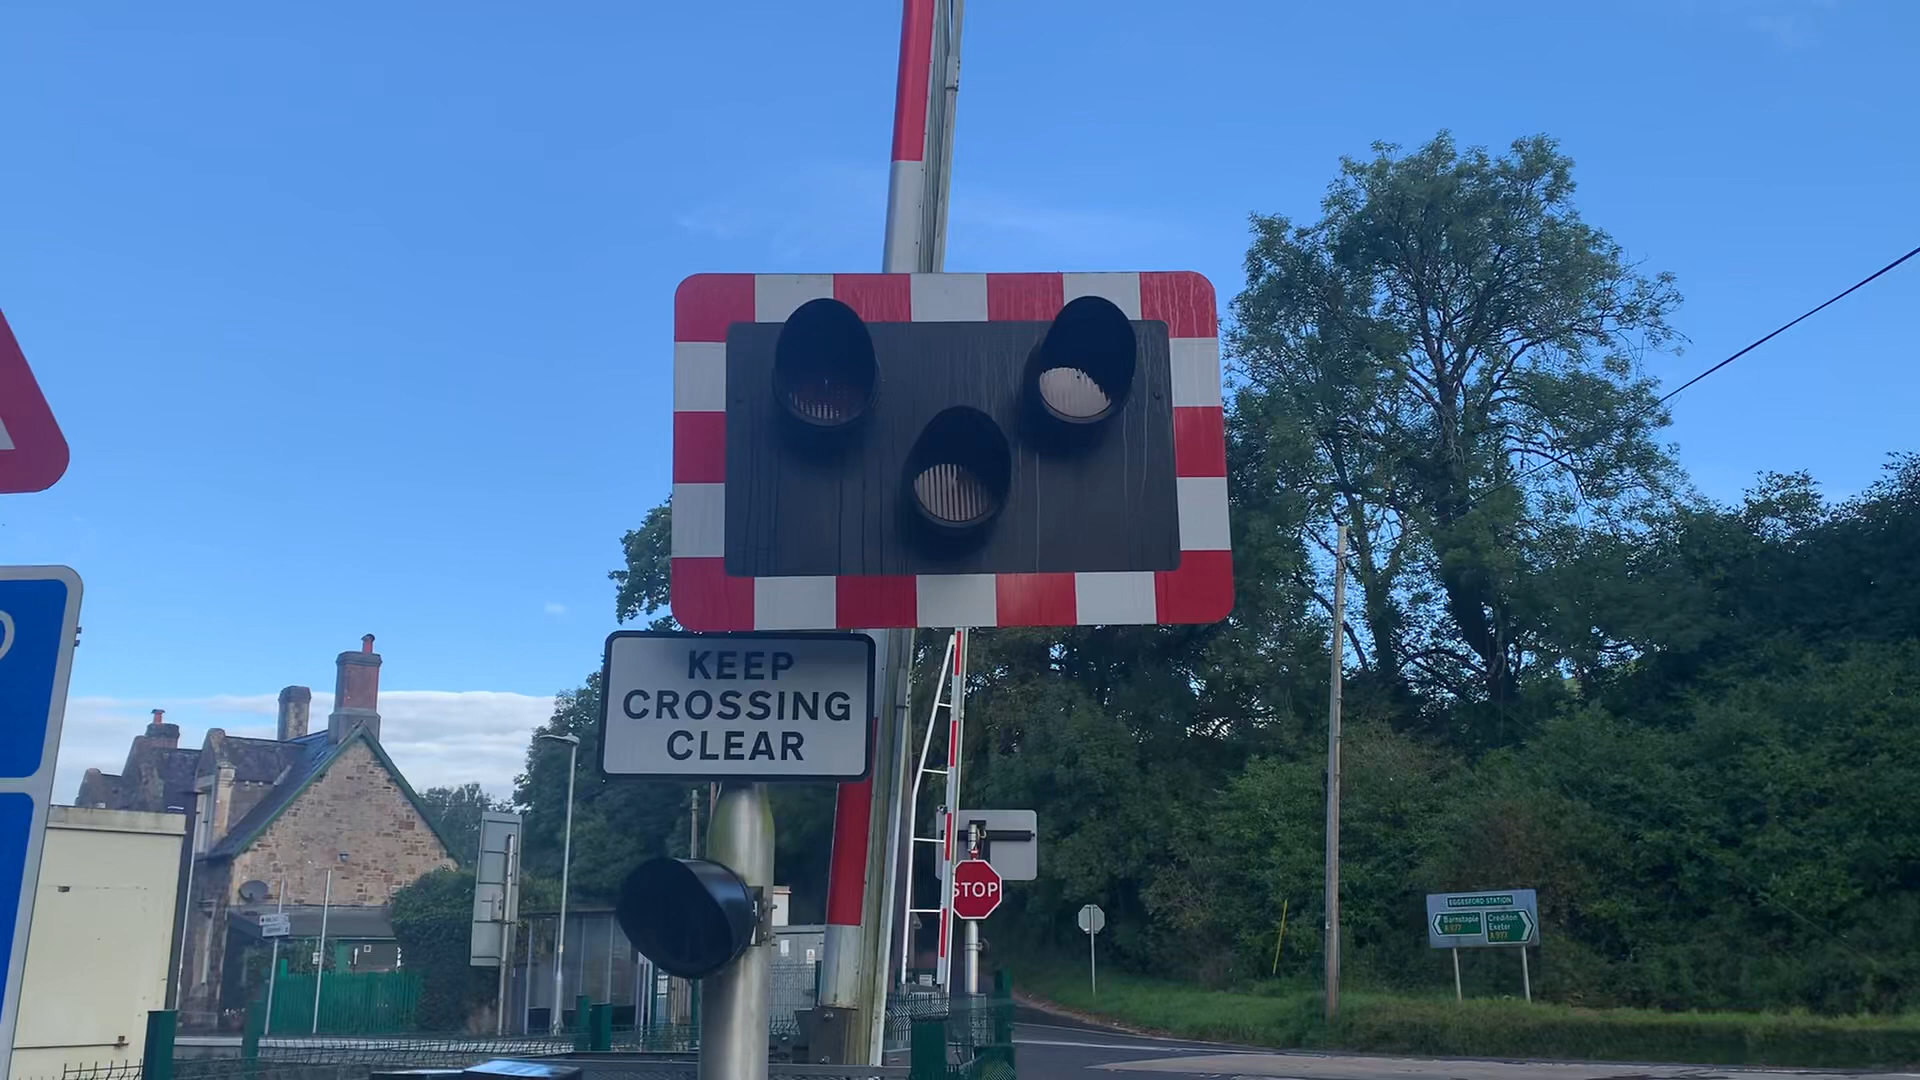 KEEP
CROSSING
CLEAR
STOP
EGGESFORD STATION
Barnstaple
A377
Crediton
Exeter
A377